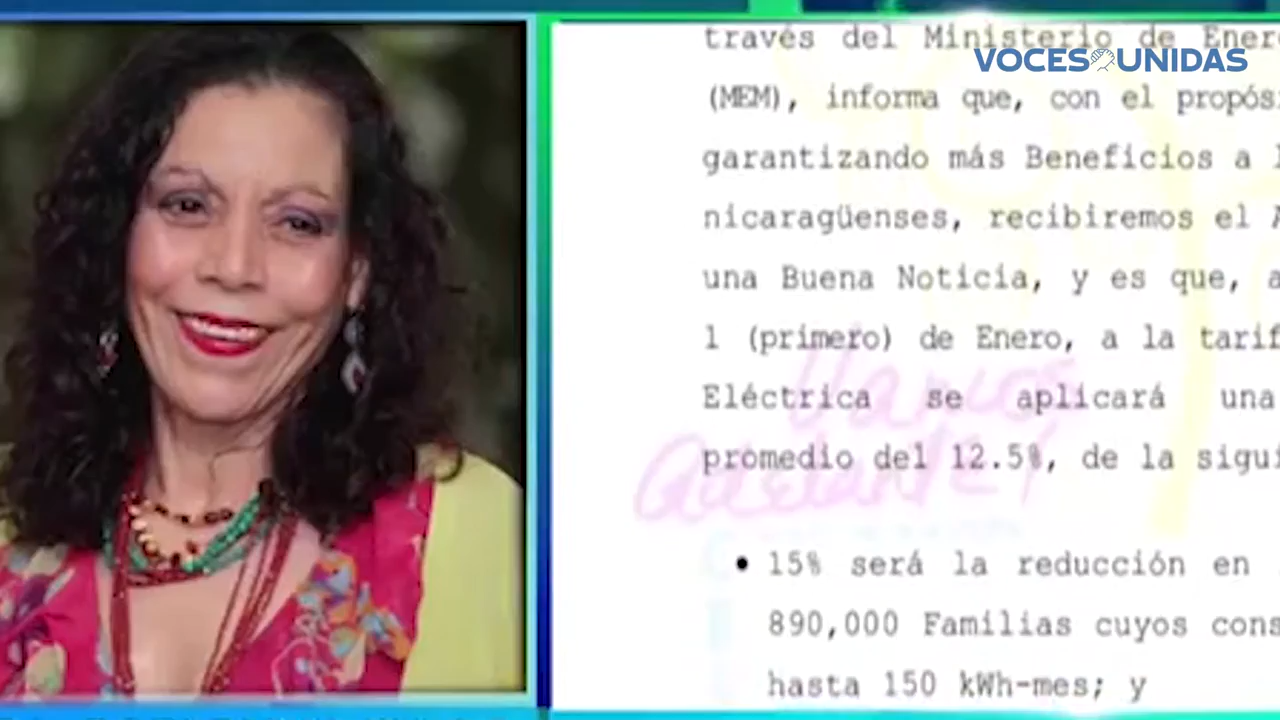 VOCES UNIDAS
través del Ministerio de Ener
(MEM), informa que, con el propós
garantizando más Beneficios a
nicaragüenses, recibiremos el
una Buena Noticia, y es que, a
1 (primero) de Enero, a la tarif
Eléctrica se aplicará una
promedio del 12.5%, de la sigui
Vamos
Adelante!
• 15% será la reducción en
890,000 Familias cuyos cons
hasta 150 kWh-mes; y